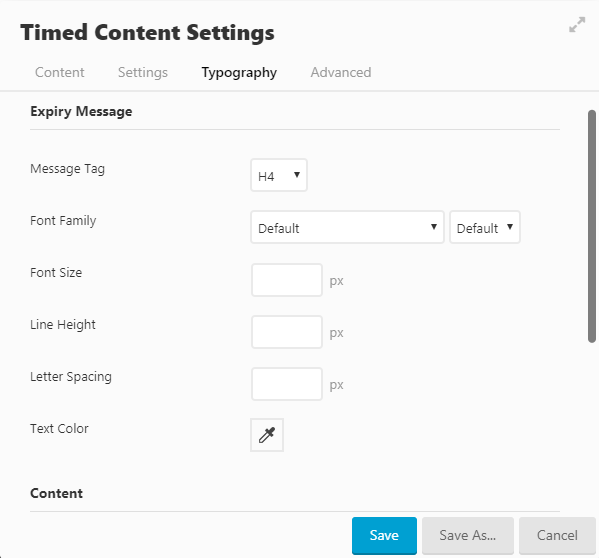 Timed Content Settings
Content Settings Typography Advanced
Expiry Message
Message Tag H4
Font Family Default Default
Font Size px
Line Height px
Letter Spacing px
Text Color
Content
Save Save As... Cancel